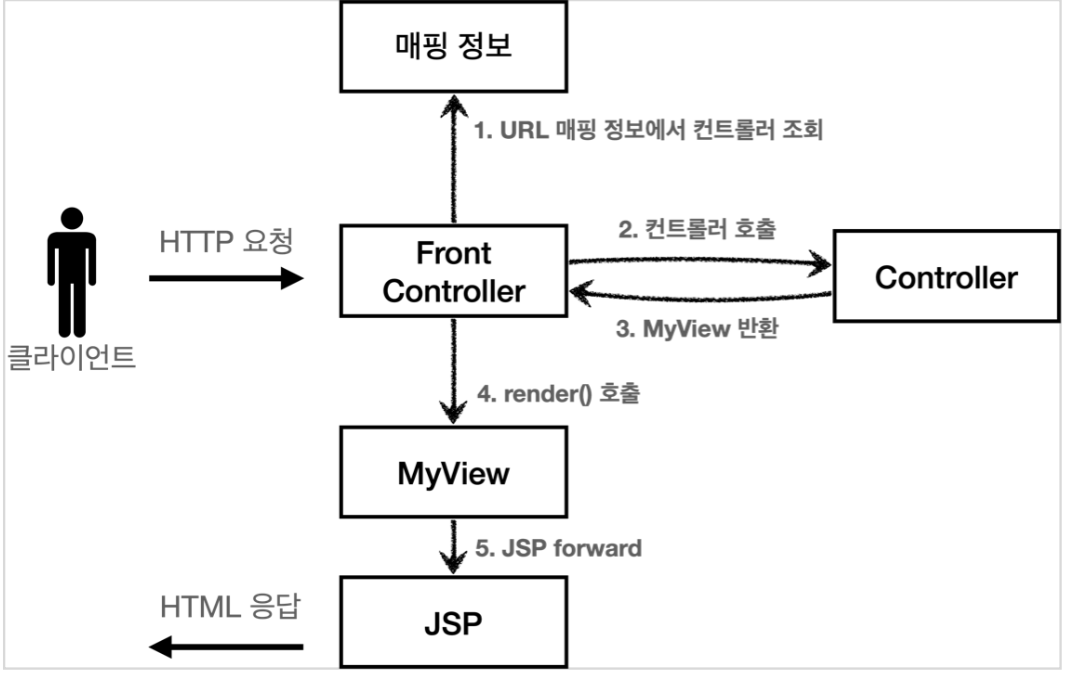 매핑 정보
1. URL 매핑 정보에서 컨트롤러 조회
HTTP 요청
Front
Controller
2. 컨트롤러 호출
Controller
3. MyView 반환
클라이언트
4. render() 호출
MyView
5. JSP forward
HTML 응답
JSP